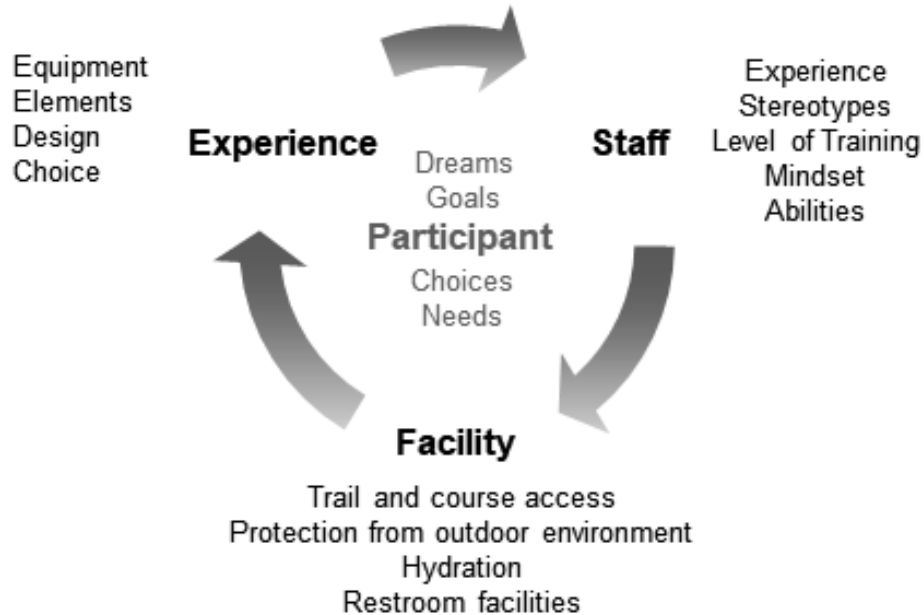 Equipment
Elements
Design
Choice
Experience
Staff
Experience
Stereotypes
Level of Training
Mindset
Abilities
Dreams
Goals
Participant
Choices
Needs
Facility
Trail and course access
Protection from outdoor environment
Hydration
Restroom facilities